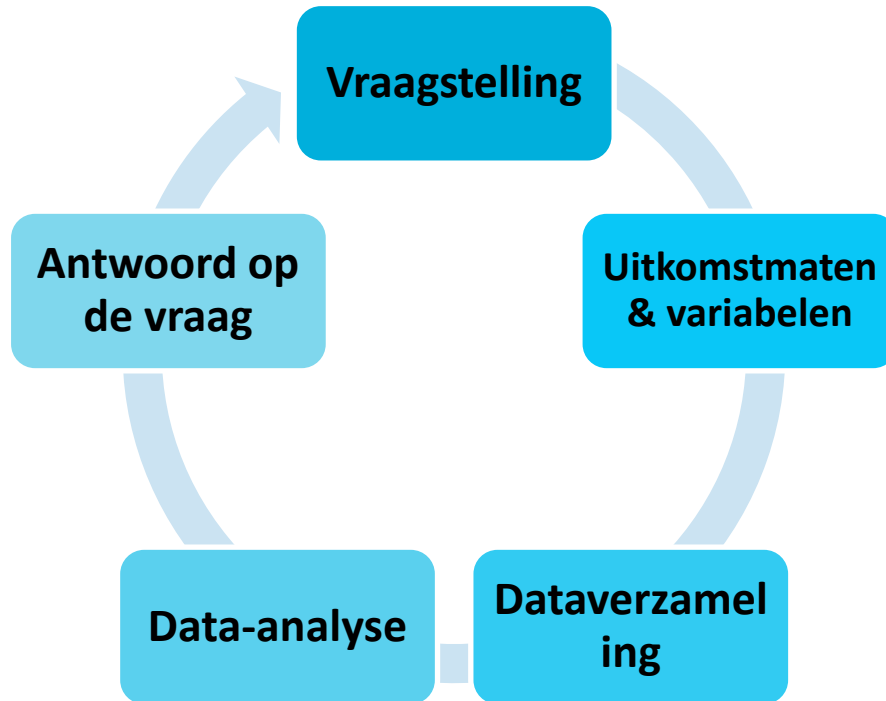 Vraagstelling
Uitkomstmaten
& variabelen
Dataverzamel
ing
Data-analyse
Antwoord op
de vraag